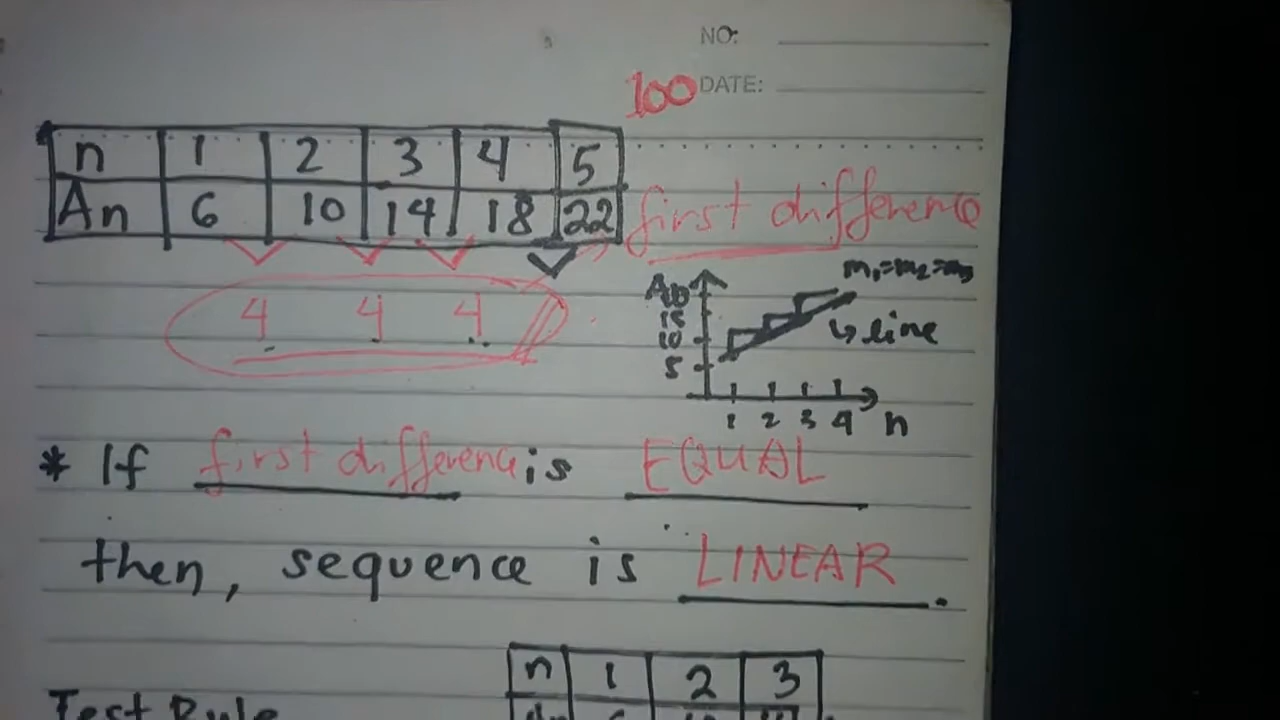 NO:
100 DATE:
n 1 2 3 4 5
An 6 10 14 18 22
first difference
4 4 4
m₁=m₂=m₃
An
15
10
5
line
1 2 3 4 n
* If first difference is EQUAL
then, sequence is LINEAR.
n 1 2 3
Test Rule
An 6